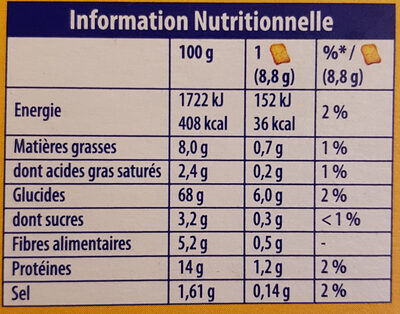 Information Nutritionnelle
100 g 1 %* /
(8,8 g) (8,8 g)
Energie 1722 kJ 152 kJ 2 %
408 kcal 36 kcal
Matières grasses 8,0 g 0,7 g 1 %
dont acides gras saturés 2,4 g 0,2 g 1 %
Glucides 68 g 6,0 g 2 %
dont sucres 3,2 g 0,3 g < 1 %
Fibres alimentaires 5,2 g 0,5 g -
Protéines 14 g 1,2 g 2 %
Sel 1,61 g 0,14 g 2 %